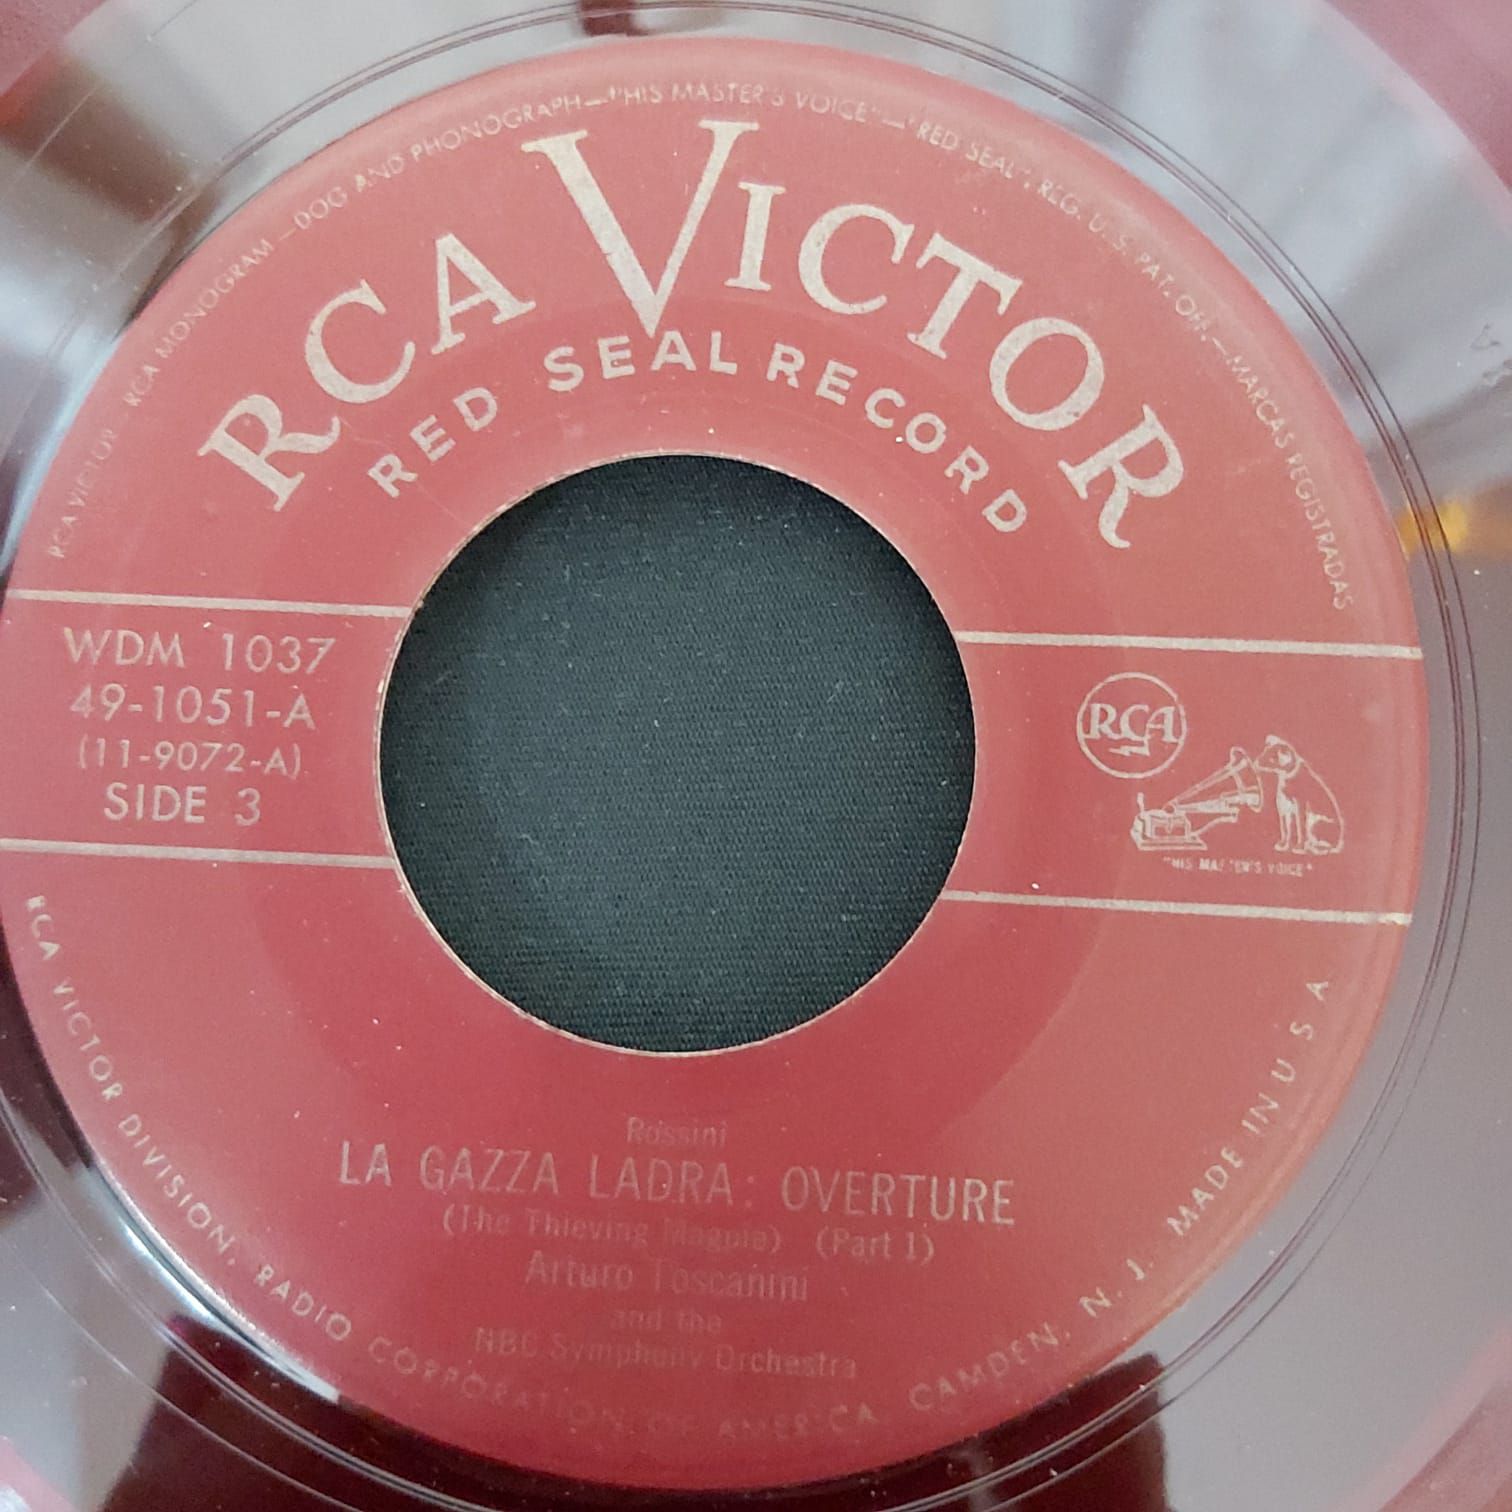 RCA VICTOR RCA MONOGRAM—DOG AND PHONOGRAPH—"HIS MASTER'S VOICE"—"RED SEAL", REG. U. S. PAT. OFF.—MARCAS REGISTRADAS
RCA VICTOR
RED SEAL RECORD
WDM 1037
49-1051-A
(11-9072-A)
SIDE 3
RCA
"HIS MASTER'S VOICE"
Rossini
LA GAZZA LADRA: OVERTURE
(The Thieving Magpie) (Part 1)
Arturo Toscanini
and the
NBC Symphony Orchestra
RCA VICTOR DIVISION, RADIO CORPORATION OF AMERICA, CAMDEN, N. J. MADE IN U S A